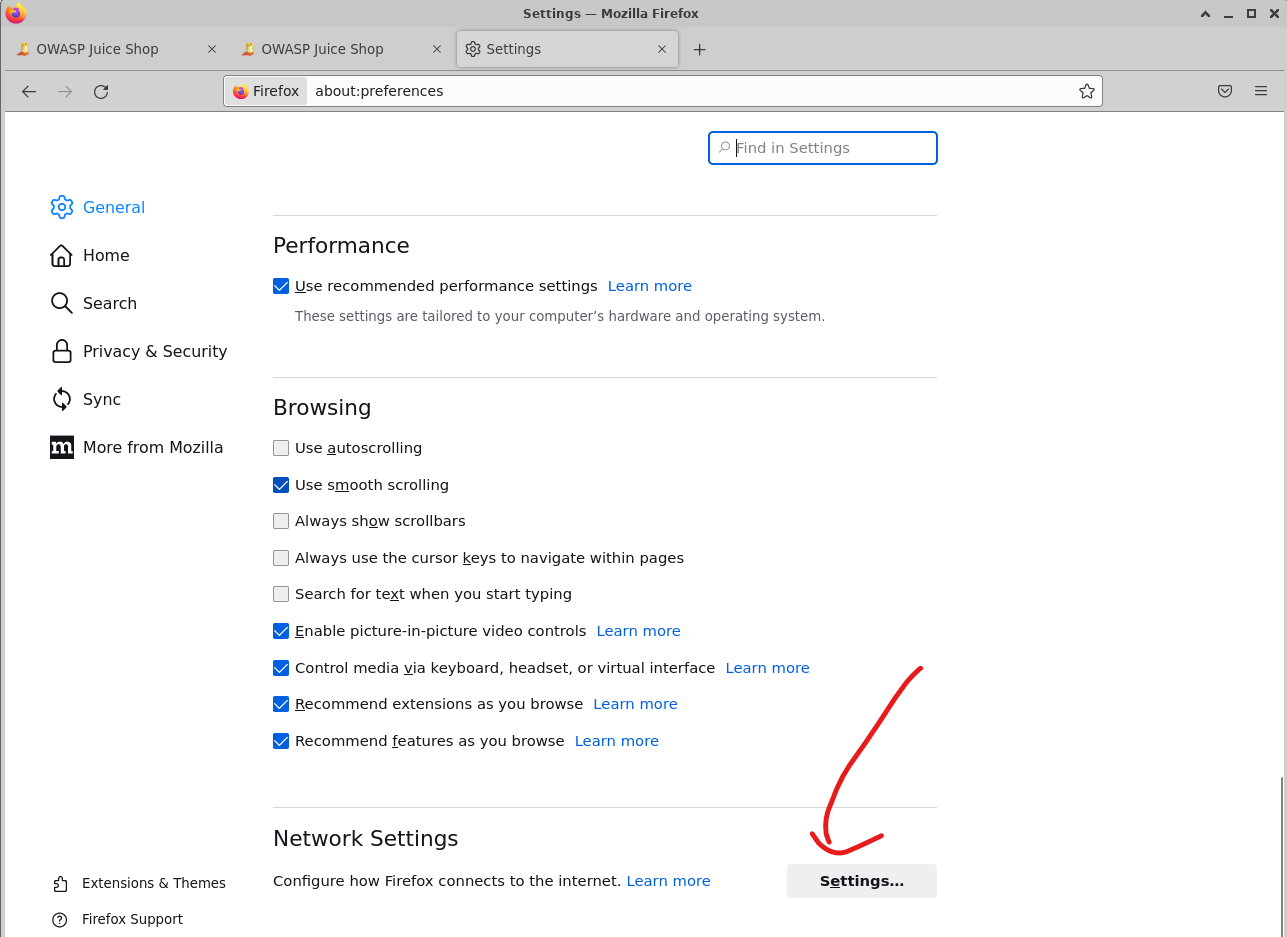 Settings — Mozilla Firefox
OWASP Juice Shop
OWASP Juice Shop
Settings
Firefox
about:preferences
Find in Settings
General
Home
Search
Privacy & Security
Sync
m More from Mozilla
Extensions & Themes
Firefox Support
Performance
Use recommended performance settings Learn more
These settings are tailored to your computer’s hardware and operating system.
Browsing
Use autoscrolling
Use smooth scrolling
Always show scrollbars
Always use the cursor keys to navigate within pages
Search for text when you start typing
Enable picture-in-picture video controls Learn more
Control media via keyboard, headset, or virtual interface Learn more
Recommend extensions as you browse Learn more
Recommend features as you browse Learn more
Network Settings
Configure how Firefox connects to the internet. Learn more
Settings...